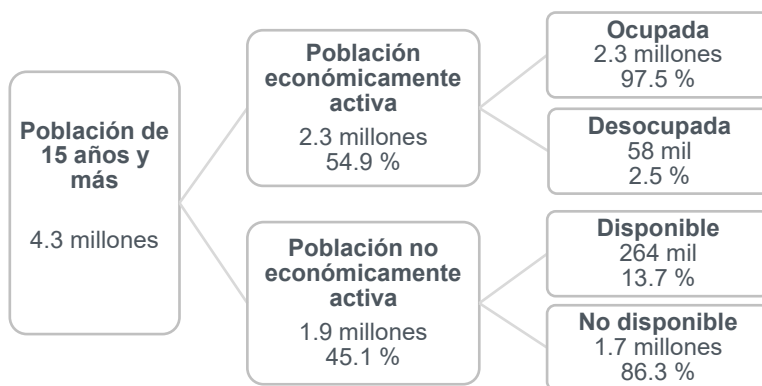 Población de
15 años y
más
4.3 millones
Población
económicamente
activa
2.3 millones
54.9 %
Ocupada
2.3 millones
97.5 %
Desocupada
58 mil
2.5 %
Población no
económicamente
activa
1.9 millones
45.1 %
Disponible
264 mil
13.7 %
No disponible
1.7 millones
86.3 %